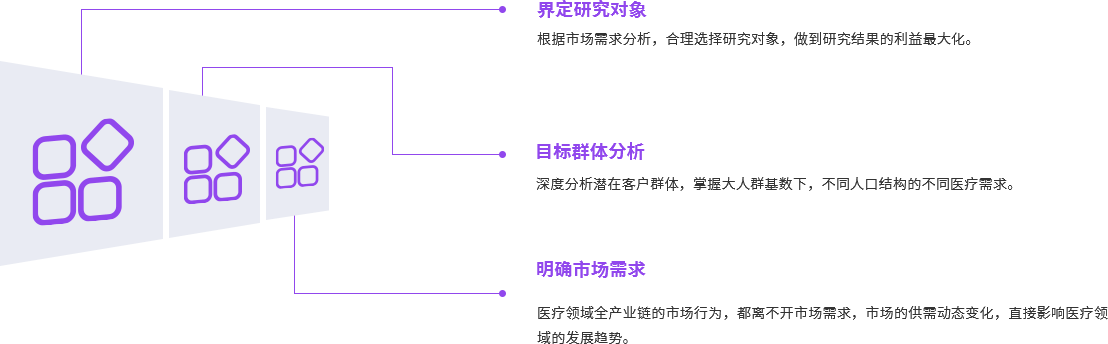 界定研究对象
根据市场需求分析，合理选择研究对象，做到研究结果的利益最大化。
目标群体分析
深度分析潜在客户群体，掌握大人群基数下，不同人口结构的不同医疗需求。
明确市场需求
医疗领域全产业链的市场行为，都离不开市场需求，市场的供需动态变化，直接影响医疗领
域的发展趋势。